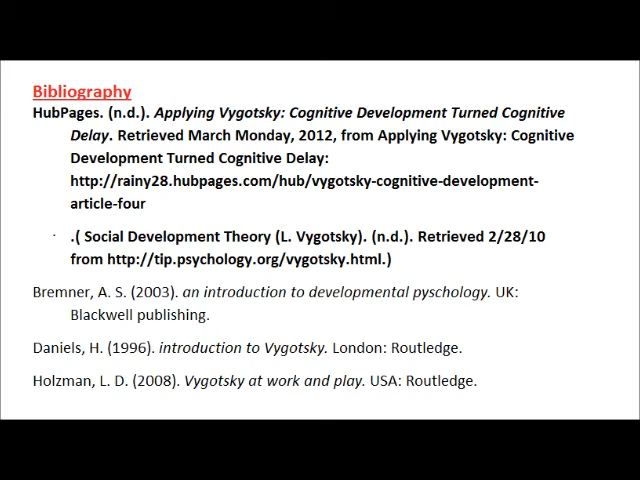 Bibliography
HubPages. (n.d.). Applying Vygotsky: Cognitive Development Turned Cognitive
Delay. Retrieved March Monday, 2012, from Applying Vygotsky: Cognitive
Development Turned Cognitive Delay:
http://rainy28.hubpages.com/hub/vygotsky-cognitive-development-
article-four
· .( Social Development Theory (L. Vygotsky). (n.d.). Retrieved 2/28/10
from http://tip.psychology.org/vygotsky.html.)
Bremner, A. S. (2003). an introduction to developmental pyschology. UK:
Blackwell publishing.
Daniels, H. (1996). introduction to Vygotsky. London: Routledge.
Holzman, L. D. (2008). Vygotsky at work and play. USA: Routledge.